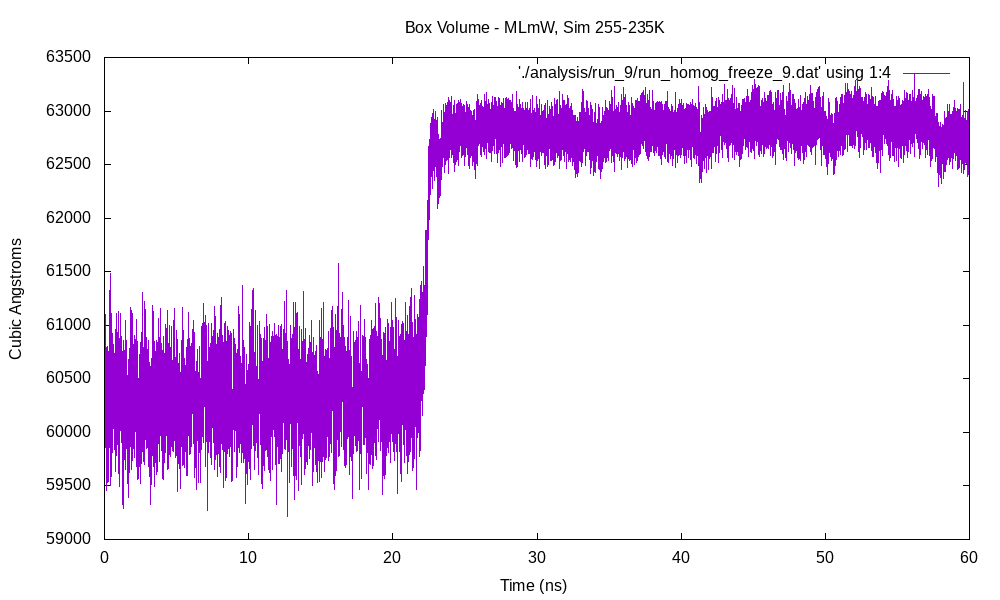 Box Volume - MLmW, Sim 255-235K
'./analysis/run_9/run_homog_freeze_9.dat' using 1:4
63500
63000
62500
62000
61500
61000
60500
60000
59500
59000
Cubic Angstroms
0 10 20 30 40 50 60
Time (ns)